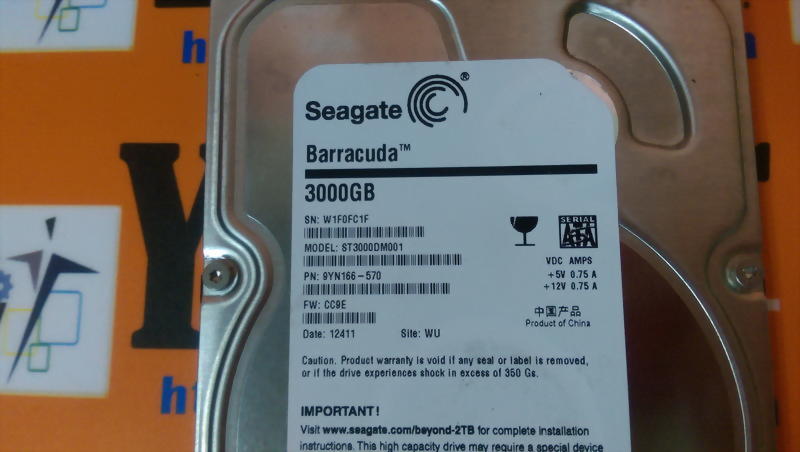 Seagate®
Barracuda™
3000GB
SN: W1F0FC1F
MODEL: ST3000DM001
PN: 9YN166-570
FW: CC9E
Date: 12411 Site: WU
SERIAL
ATA
VDC AMPS
+5V 0.75 A
+12V 0.75 A
中国产品
Product of China
Caution. Product warranty is void if any seal or label is removed,
or if the drive experiences shock in excess of 350 Gs.
IMPORTANT!
Visit www.seagate.com/beyond-2TB for complete installation
instructions. This high capacity drive may require a special device